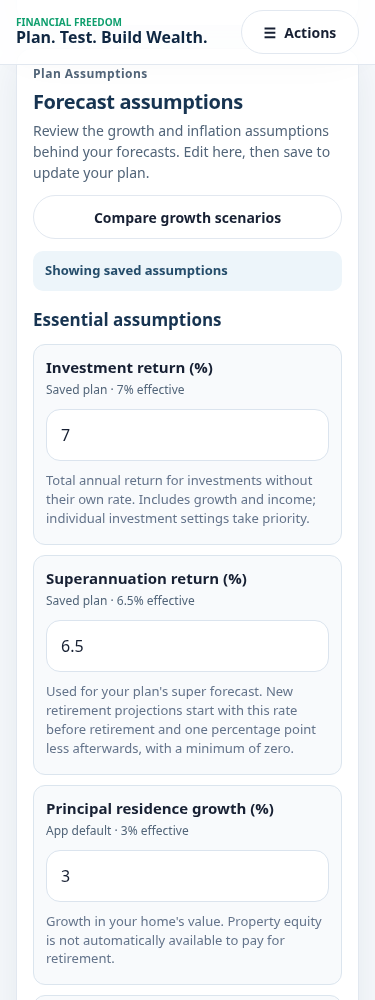 FINANCIAL FREEDOM
Plan. Test. Build Wealth.
☰ Actions
Plan Assumptions
Forecast assumptions
Review the growth and inflation assumptions
behind your forecasts. Edit here, then save to
update your plan.
Compare growth scenarios
Showing saved assumptions
Essential assumptions
Investment return (%)
Saved plan · 7% effective
7
Total annual return for investments without
their own rate. Includes growth and income;
individual investment settings take priority.
Superannuation return (%)
Saved plan · 6.5% effective
6.5
Used for your plan's super forecast. New
retirement projections start with this rate
before retirement and one percentage point
less afterwards, with a minimum of zero.
Principal residence growth (%)
App default · 3% effective
3
Growth in your home's value. Property equity
is not automatically available to pay for
retirement.